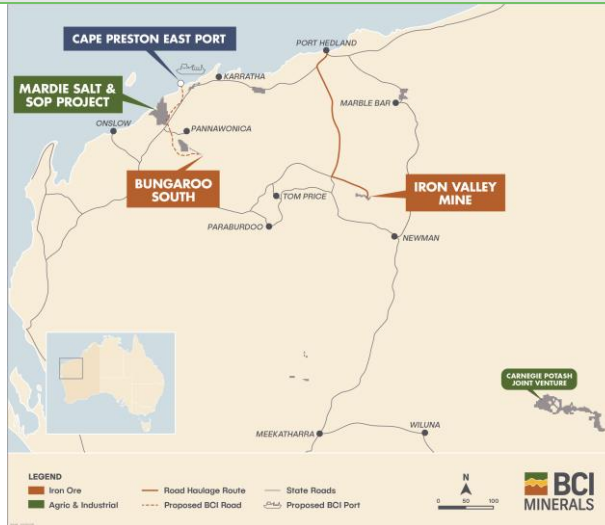 CAPE PRESTON EAST PORT
PORT HEDLAND
KARRATHA
MARDIE SALT &
SOP PROJECT
MARBLE BAR
ONSLOW
PANNAWONICA
BUNGAROO
SOUTH
IRON VALLEY
MINE
TOM PRICE
PARABURDOO
NEWMAN
CARNEGIE POTASH
JOINT VENTURE
MEEKATHARRA
WILUNA
LEGEND
Iron Ore
Road Haulage Route
State Roads
Agric & Industrial
Proposed BCI Road
Proposed BCI Port
N
0 50 100
BCI
MINERALS